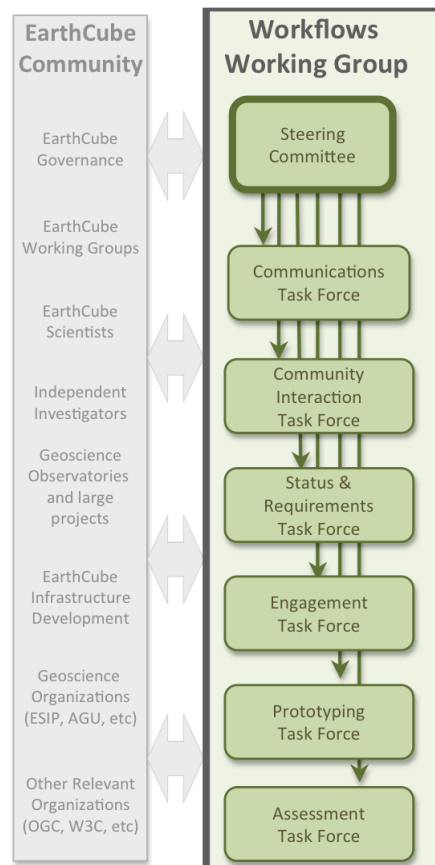 EarthCube
Community
EarthCube
Governance
EarthCube
Working Groups
EarthCube
Scientists
Independent
Investigators
Geoscience
Observatories
and large
projects
EarthCube
Infrastructure
Development
Geoscience
Organizations
(ESIP, AGU, etc)
Other Relevant
Organizations
(OGC, W3C, etc)
Workflows
Working Group
Steering
Committee
Communications
Task Force
Community
Interaction
Task Force
Status &
Requirements
Task Force
Engagement
Task Force
Prototyping
Task Force
Assessment
Task Force